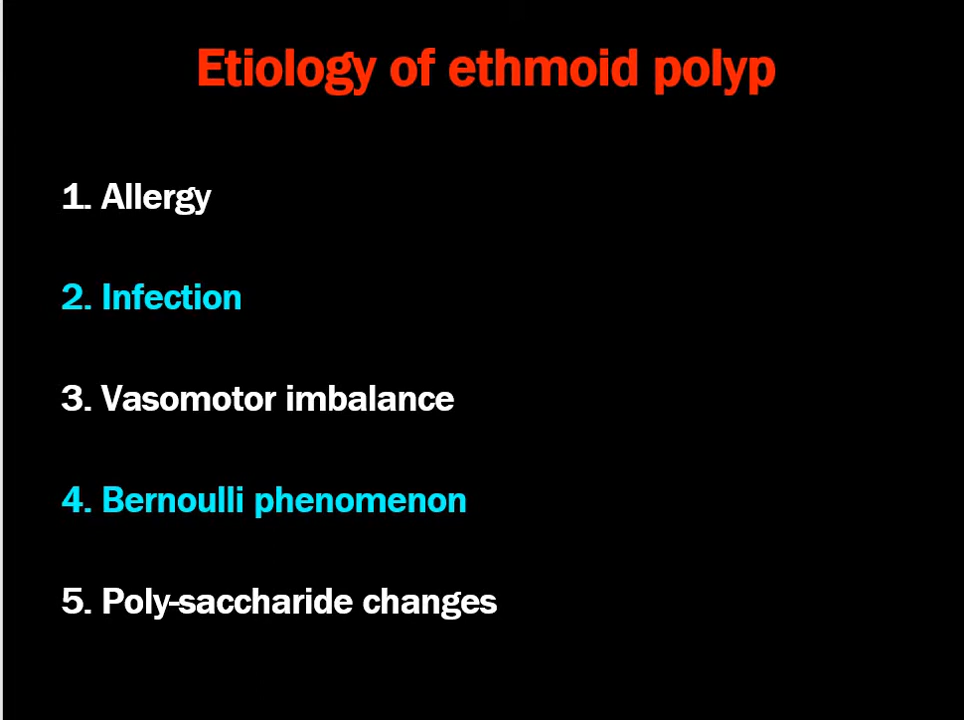 Etiology of ethmoid polyp
1. Allergy
2. Infection
3. Vasomotor imbalance
4. Bernoulli phenomenon
5. Poly-saccharide changes